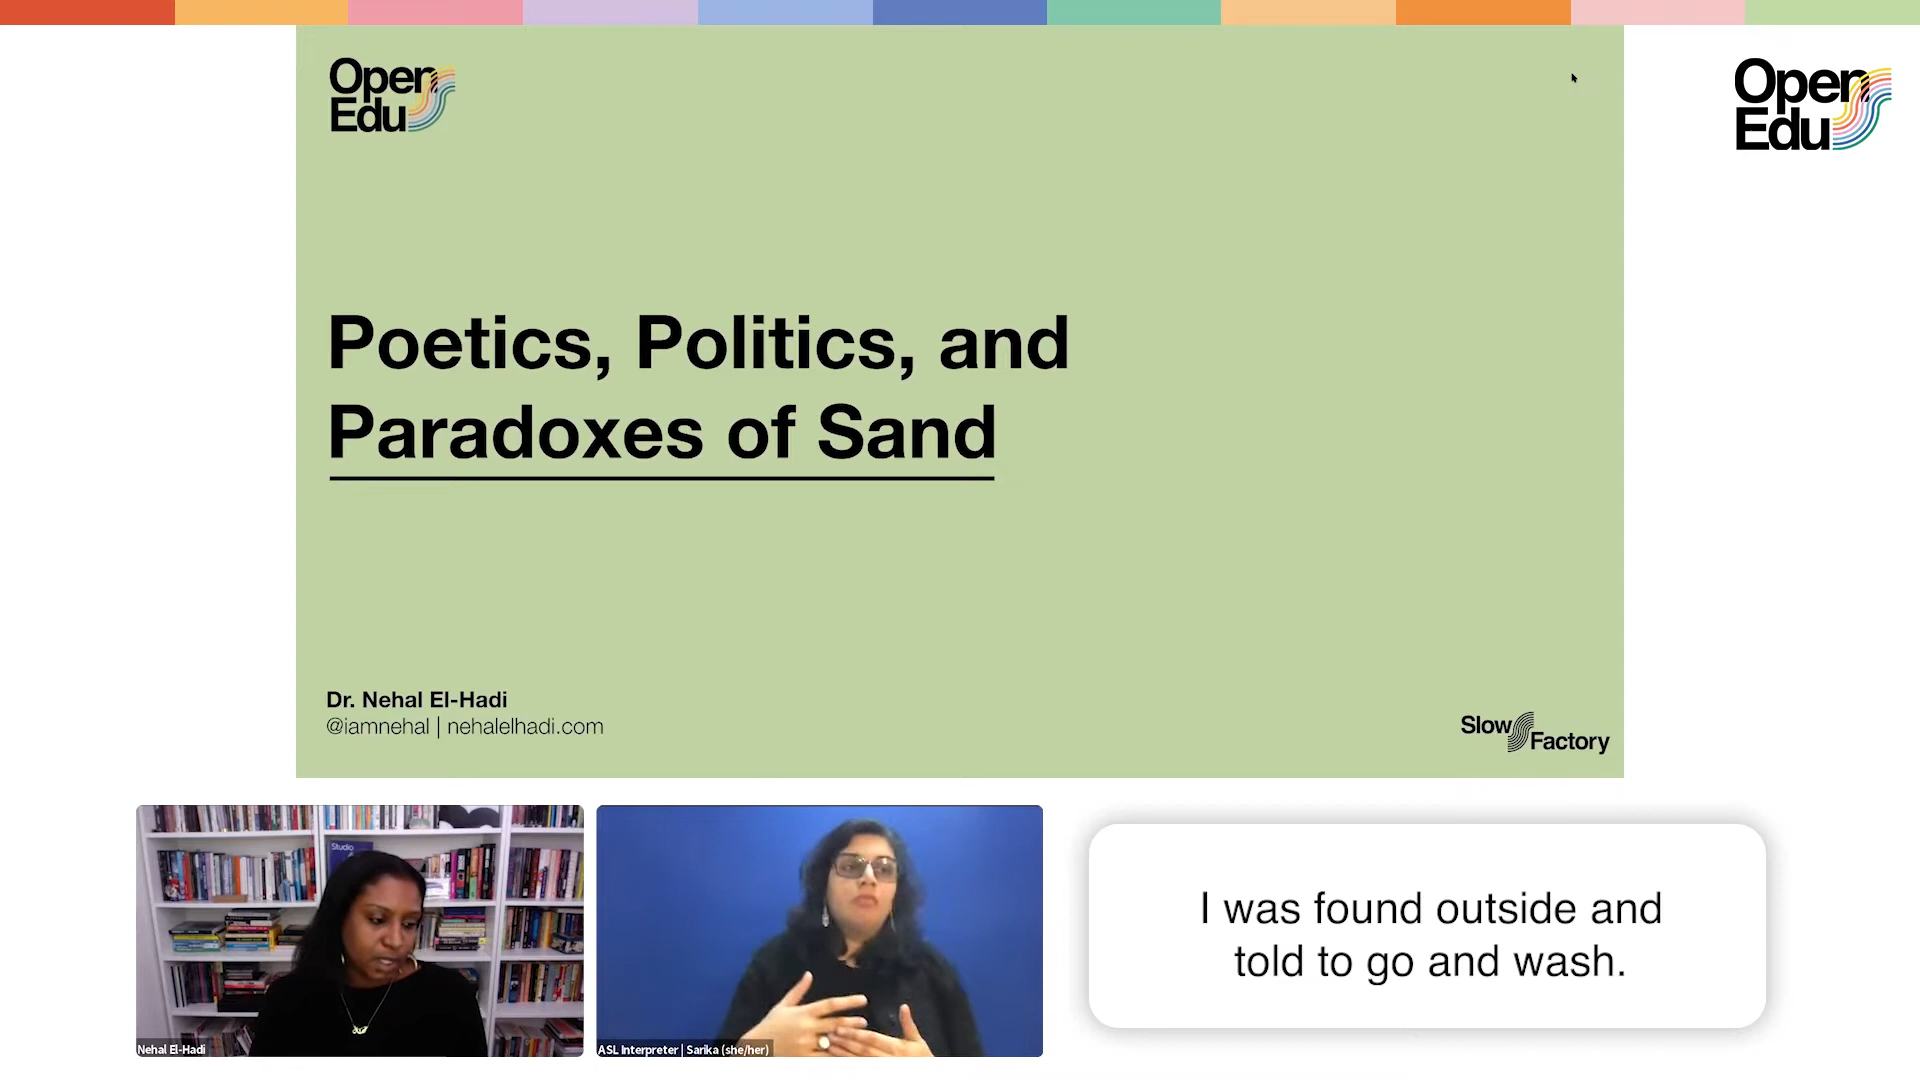 Open
Edu
Open
Edu
Poetics, Politics, and
Paradoxes of Sand
Dr. Nehal El-Hadi
@iamnehal | nehalelhadi.com
Slow
Factory
Studio
Nehal El-Hadi
ASL Interpreter | Sarika (she/her)
I was found outside and
told to go and wash.